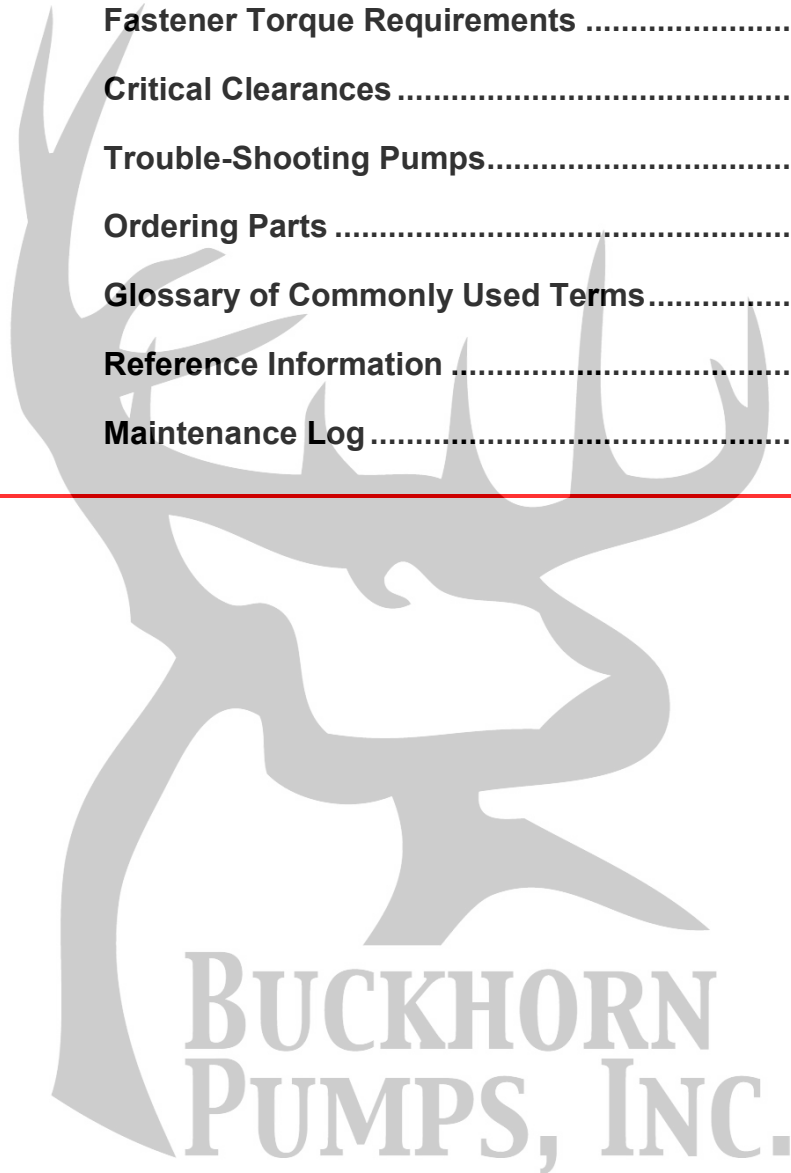 Fastener Torque Requirements ......................
Critical Clearances ...........................................
Trouble-Shooting Pumps..................................
Ordering Parts ..................................................
Glossary of Commonly Used Terms................
Reference Information .....................................
Maintenance Log ..............................................
BUCKHORN
PUMPS, INC.